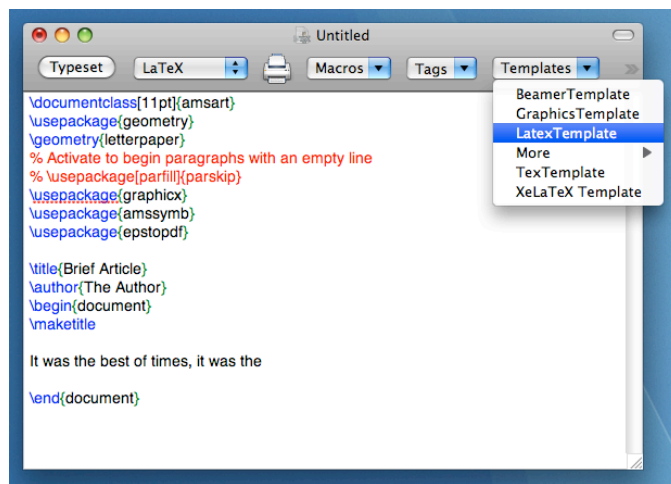 Untitled
Typeset LaTeX Macros Tags Templates
BeamerTemplate
GraphicsTemplate
LatexTemplate
More
TexTemplate
XeLaTeX Template
\documentclass[11pt]{amsart}
\usepackage{geometry}
\geometry{letterpaper}
% Activate to begin paragraphs with an empty line
% \usepackage[parfill]{parskip}
\usepackage{graphicx}
\usepackage{amssymb}
\usepackage{epstopdf}
\title{Brief Article}
\author{The Author}
\begin{document}
\maketitle
It was the best of times, it was the
\end{document}